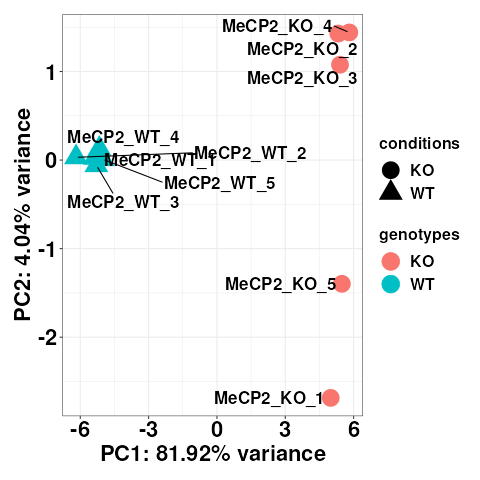 MeCP2_KO_4
MeCP2_KO_2
MeCP2_KO_3
MeCP2_WT_4
MeCP2_WT_2
MeCP2_WT_1
MeCP2_WT_5
MeCP2_WT_3
MeCP2_KO_5
MeCP2_KO_1
1
0
-1
-2
PC2: 4.04% variance
-6 -3 0 3 6
PC1: 81.92% variance
conditions
KO
WT
genotypes
KO
WT